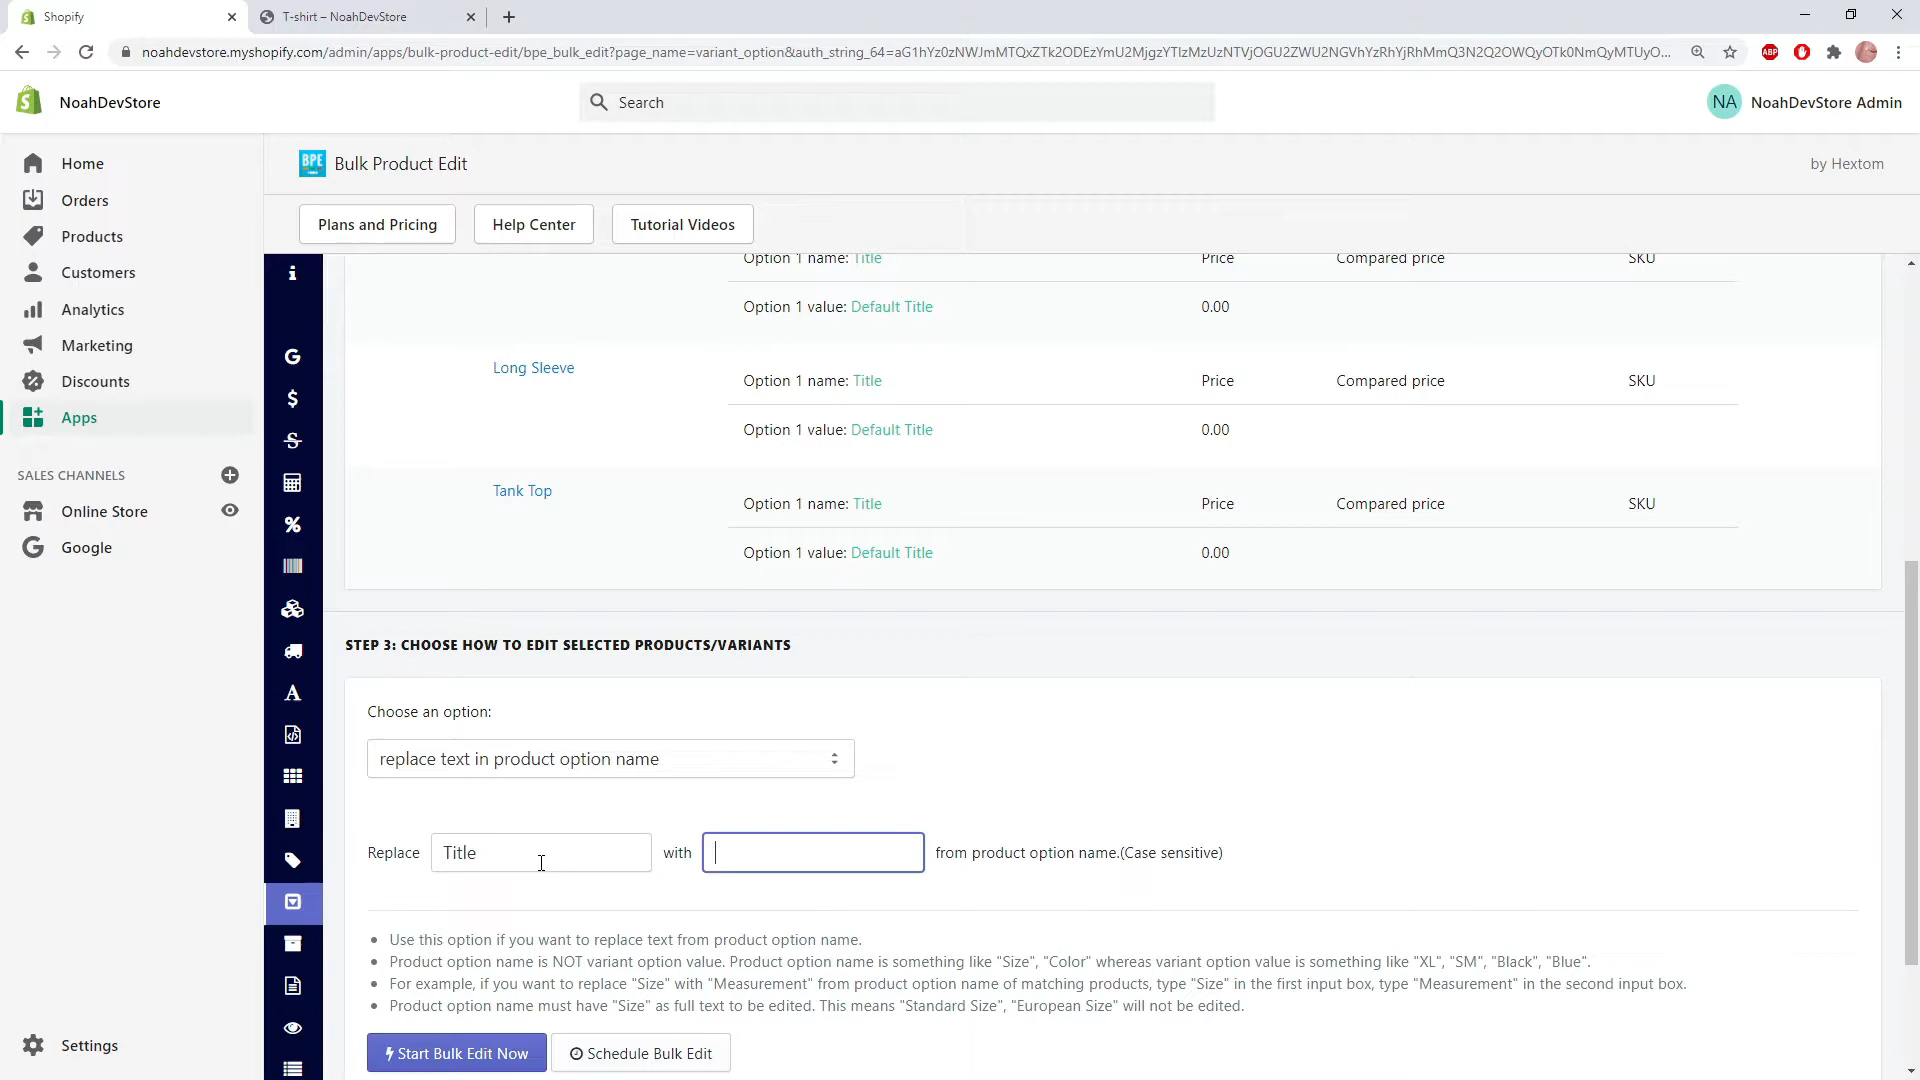 Shopify
T-shirt – NoahDevStore
noahdevstore.myshopify.com/admin/apps/bulk-product-edit/bpe_bulk_edit?page_name=variant_option&auth_string_64=aG1hYz0zNWJmMTQxZTk2ODEzYmU2MjgzYTIzMzUzNTVjOGU2ZWU2NGVhYzRhYjRhMmQ3N2Q2OWQyOTk0NmQyMTUyO...
ABP
NoahDevStore
Search
NA NoahDevStore Admin
Home
Orders
Products
Customers
Analytics
Marketing
Discounts
Apps
SALES CHANNELS
Online Store
Google
Settings
BPE
Bulk Product Edit
by Hextom
Plans and Pricing
Help Center
Tutorial Videos
Option 1 name: Title Price Compared price SKU
Option 1 value: Default Title 0.00
Long Sleeve
Option 1 name: Title Price Compared price SKU
Option 1 value: Default Title 0.00
Tank Top
Option 1 name: Title Price Compared price SKU
Option 1 value: Default Title 0.00
STEP 3: CHOOSE HOW TO EDIT SELECTED PRODUCTS/VARIANTS
Choose an option:
replace text in product option name
Replace Title with from product option name.(Case sensitive)
Use this option if you want to replace text from product option name.
Product option name is NOT variant option value. Product option name is something like "Size", "Color" whereas variant option value is something like "XL", "SM", "Black", "Blue".
For example, if you want to replace "Size" with "Measurement" from product option name of matching products, type "Size" in the first input box, type "Measurement" in the second input box.
Product option name must have "Size" as full text to be edited. This means "Standard Size", "European Size" will not be edited.
Start Bulk Edit Now
Schedule Bulk Edit